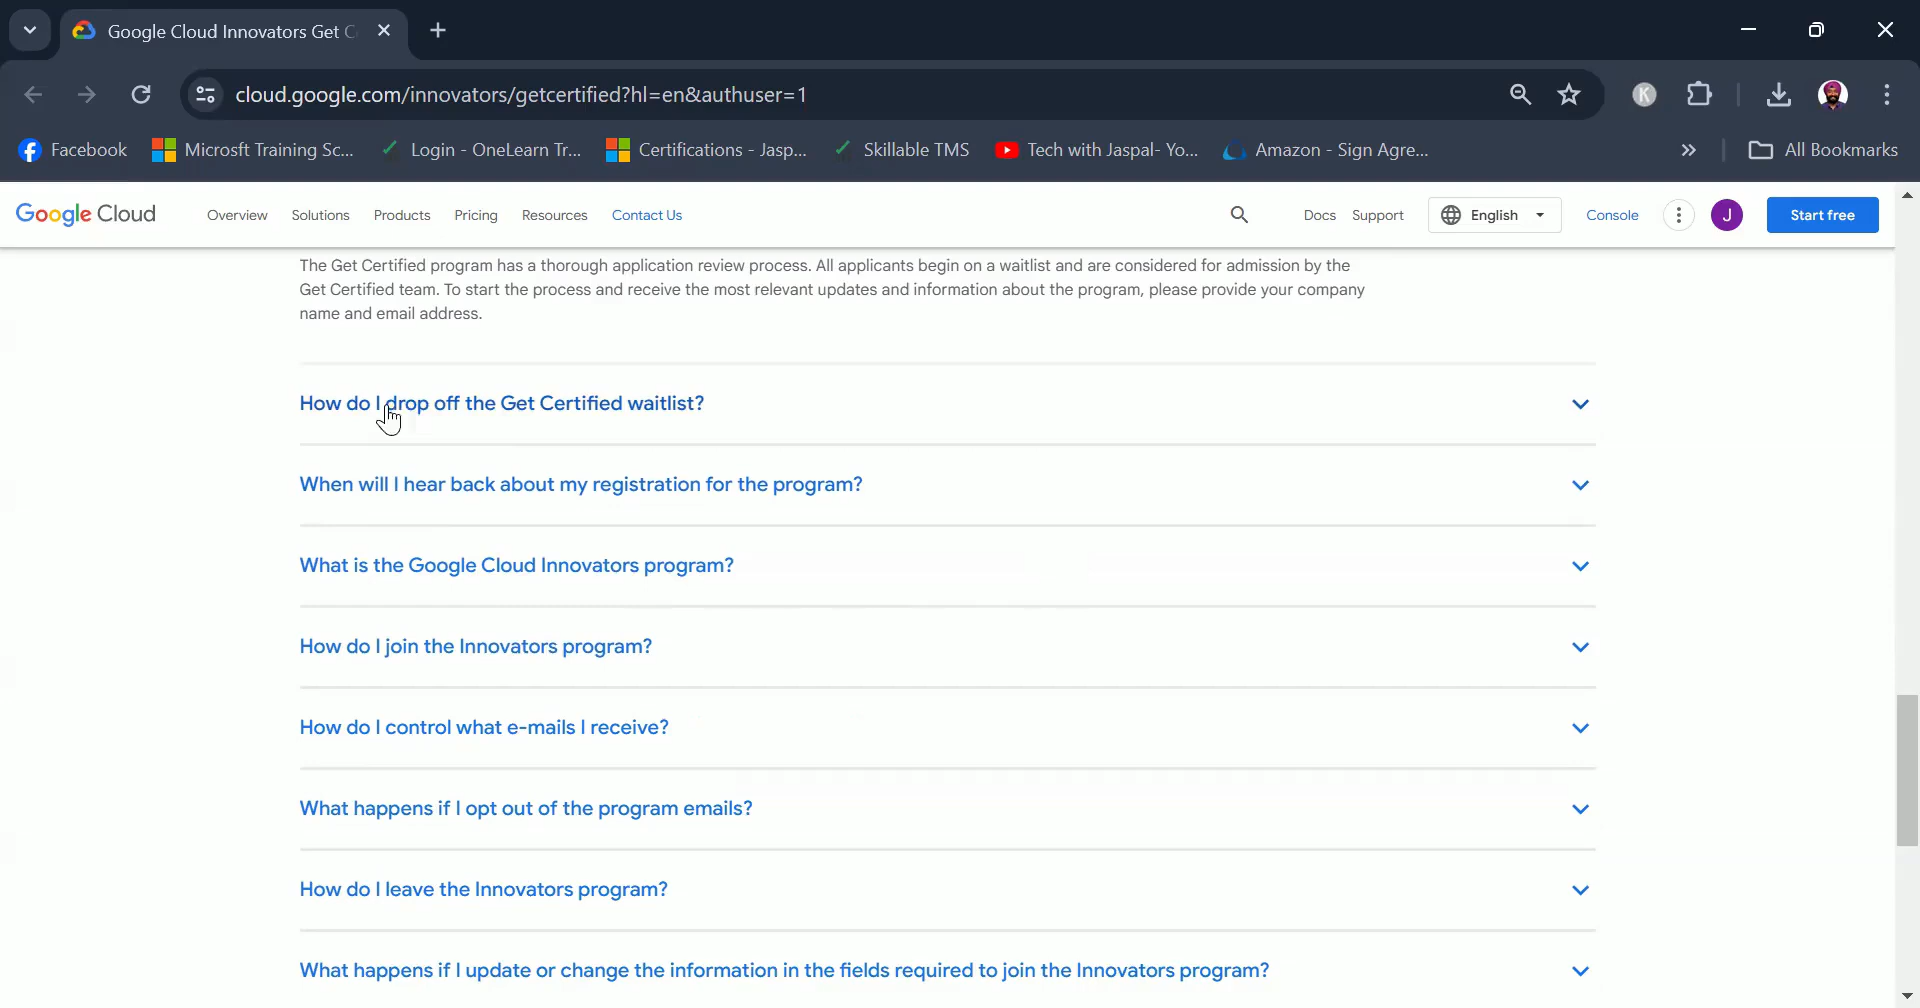 Google Cloud Innovators Get C
cloud.google.com/innovators/getcertified?hl=en&authuser=1
K
Facebook Microsft Training Sc... Login - OneLearn Tr... Certifications - Jasp... Skillable TMS Tech with Jaspal- Yo... Amazon - Sign Agre... » All Bookmarks
Google Cloud Overview Solutions Products Pricing Resources Contact Us Docs Support English Console J Start free
The Get Certified program has a thorough application review process. All applicants begin on a waitlist and are considered for admission by the
Get Certified team. To start the process and receive the most relevant updates and information about the program, please provide your company
name and email address.
How do I drop off the Get Certified waitlist?
When will I hear back about my registration for the program?
What is the Google Cloud Innovators program?
How do I join the Innovators program?
How do I control what e-mails I receive?
What happens if I opt out of the program emails?
How do I leave the Innovators program?
What happens if I update or change the information in the fields required to join the Innovators program?